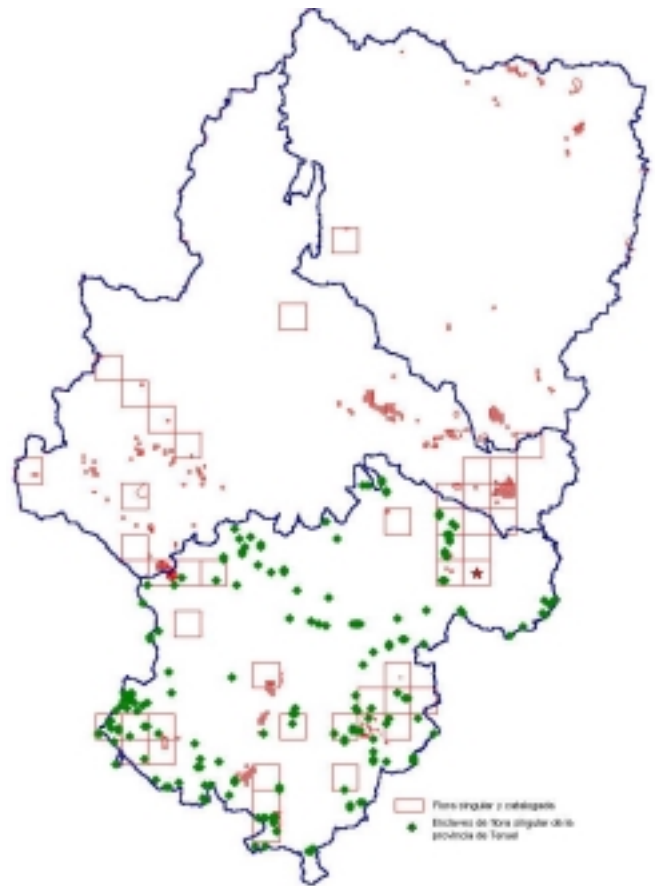 Flora singular y catalogada
Enclaves de flora singular de la
provincia de Teruel